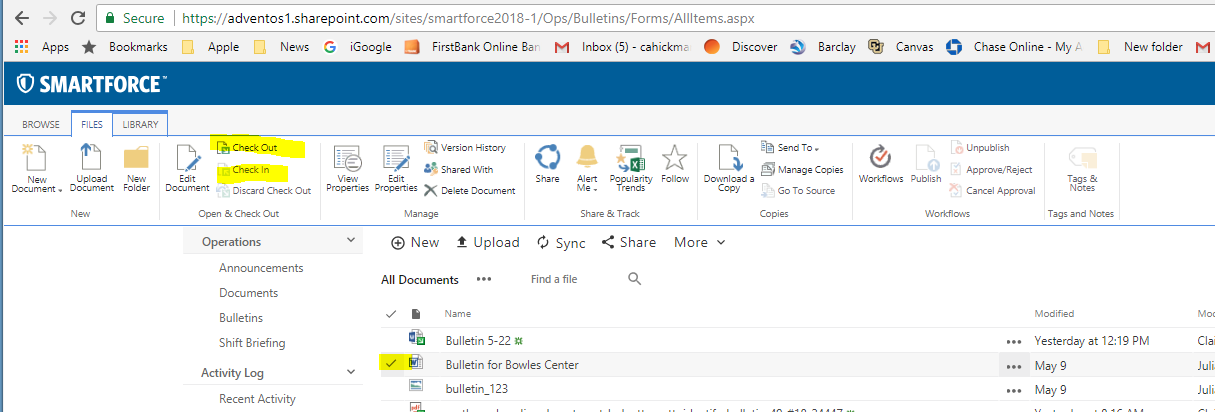 Secure https://adventos1.sharepoint.com/sites/smartforce2018-1/Ops/Bulletins/Forms/AllItems.aspx
Apps Bookmarks Apple News iGoogle FirstBank Online Ban Inbox (5) - cahickma Discover Barclay Canvas Chase Online - My A New folder
SMARTFORCE™
BROWSE FILES LIBRARY
New Document Upload Document New Folder Edit Document Check Out Check In Discard Check Out View Properties Edit Properties Version History Shared With Delete Document Share Alert Me Popularity Trends Follow Download a Copy Send To Manage Copies Go To Source Workflows Publish Unpublish Approve/Reject Cancel Approval Tags & Notes
New Open & Check Out Manage Share & Track Copies Workflows Tags and Notes
Operations
Announcements
Documents
Bulletins
Shift Briefing
Activity Log
Recent Activity
New Upload Sync Share More
All Documents ••• Find a file
Name Modified Mo
Bulletin 5-22 ••• Yesterday at 12:19 PM Clai
Bulletin for Bowles Center ••• May 9 Julia
bulletin_123 ••• May 9 Julia